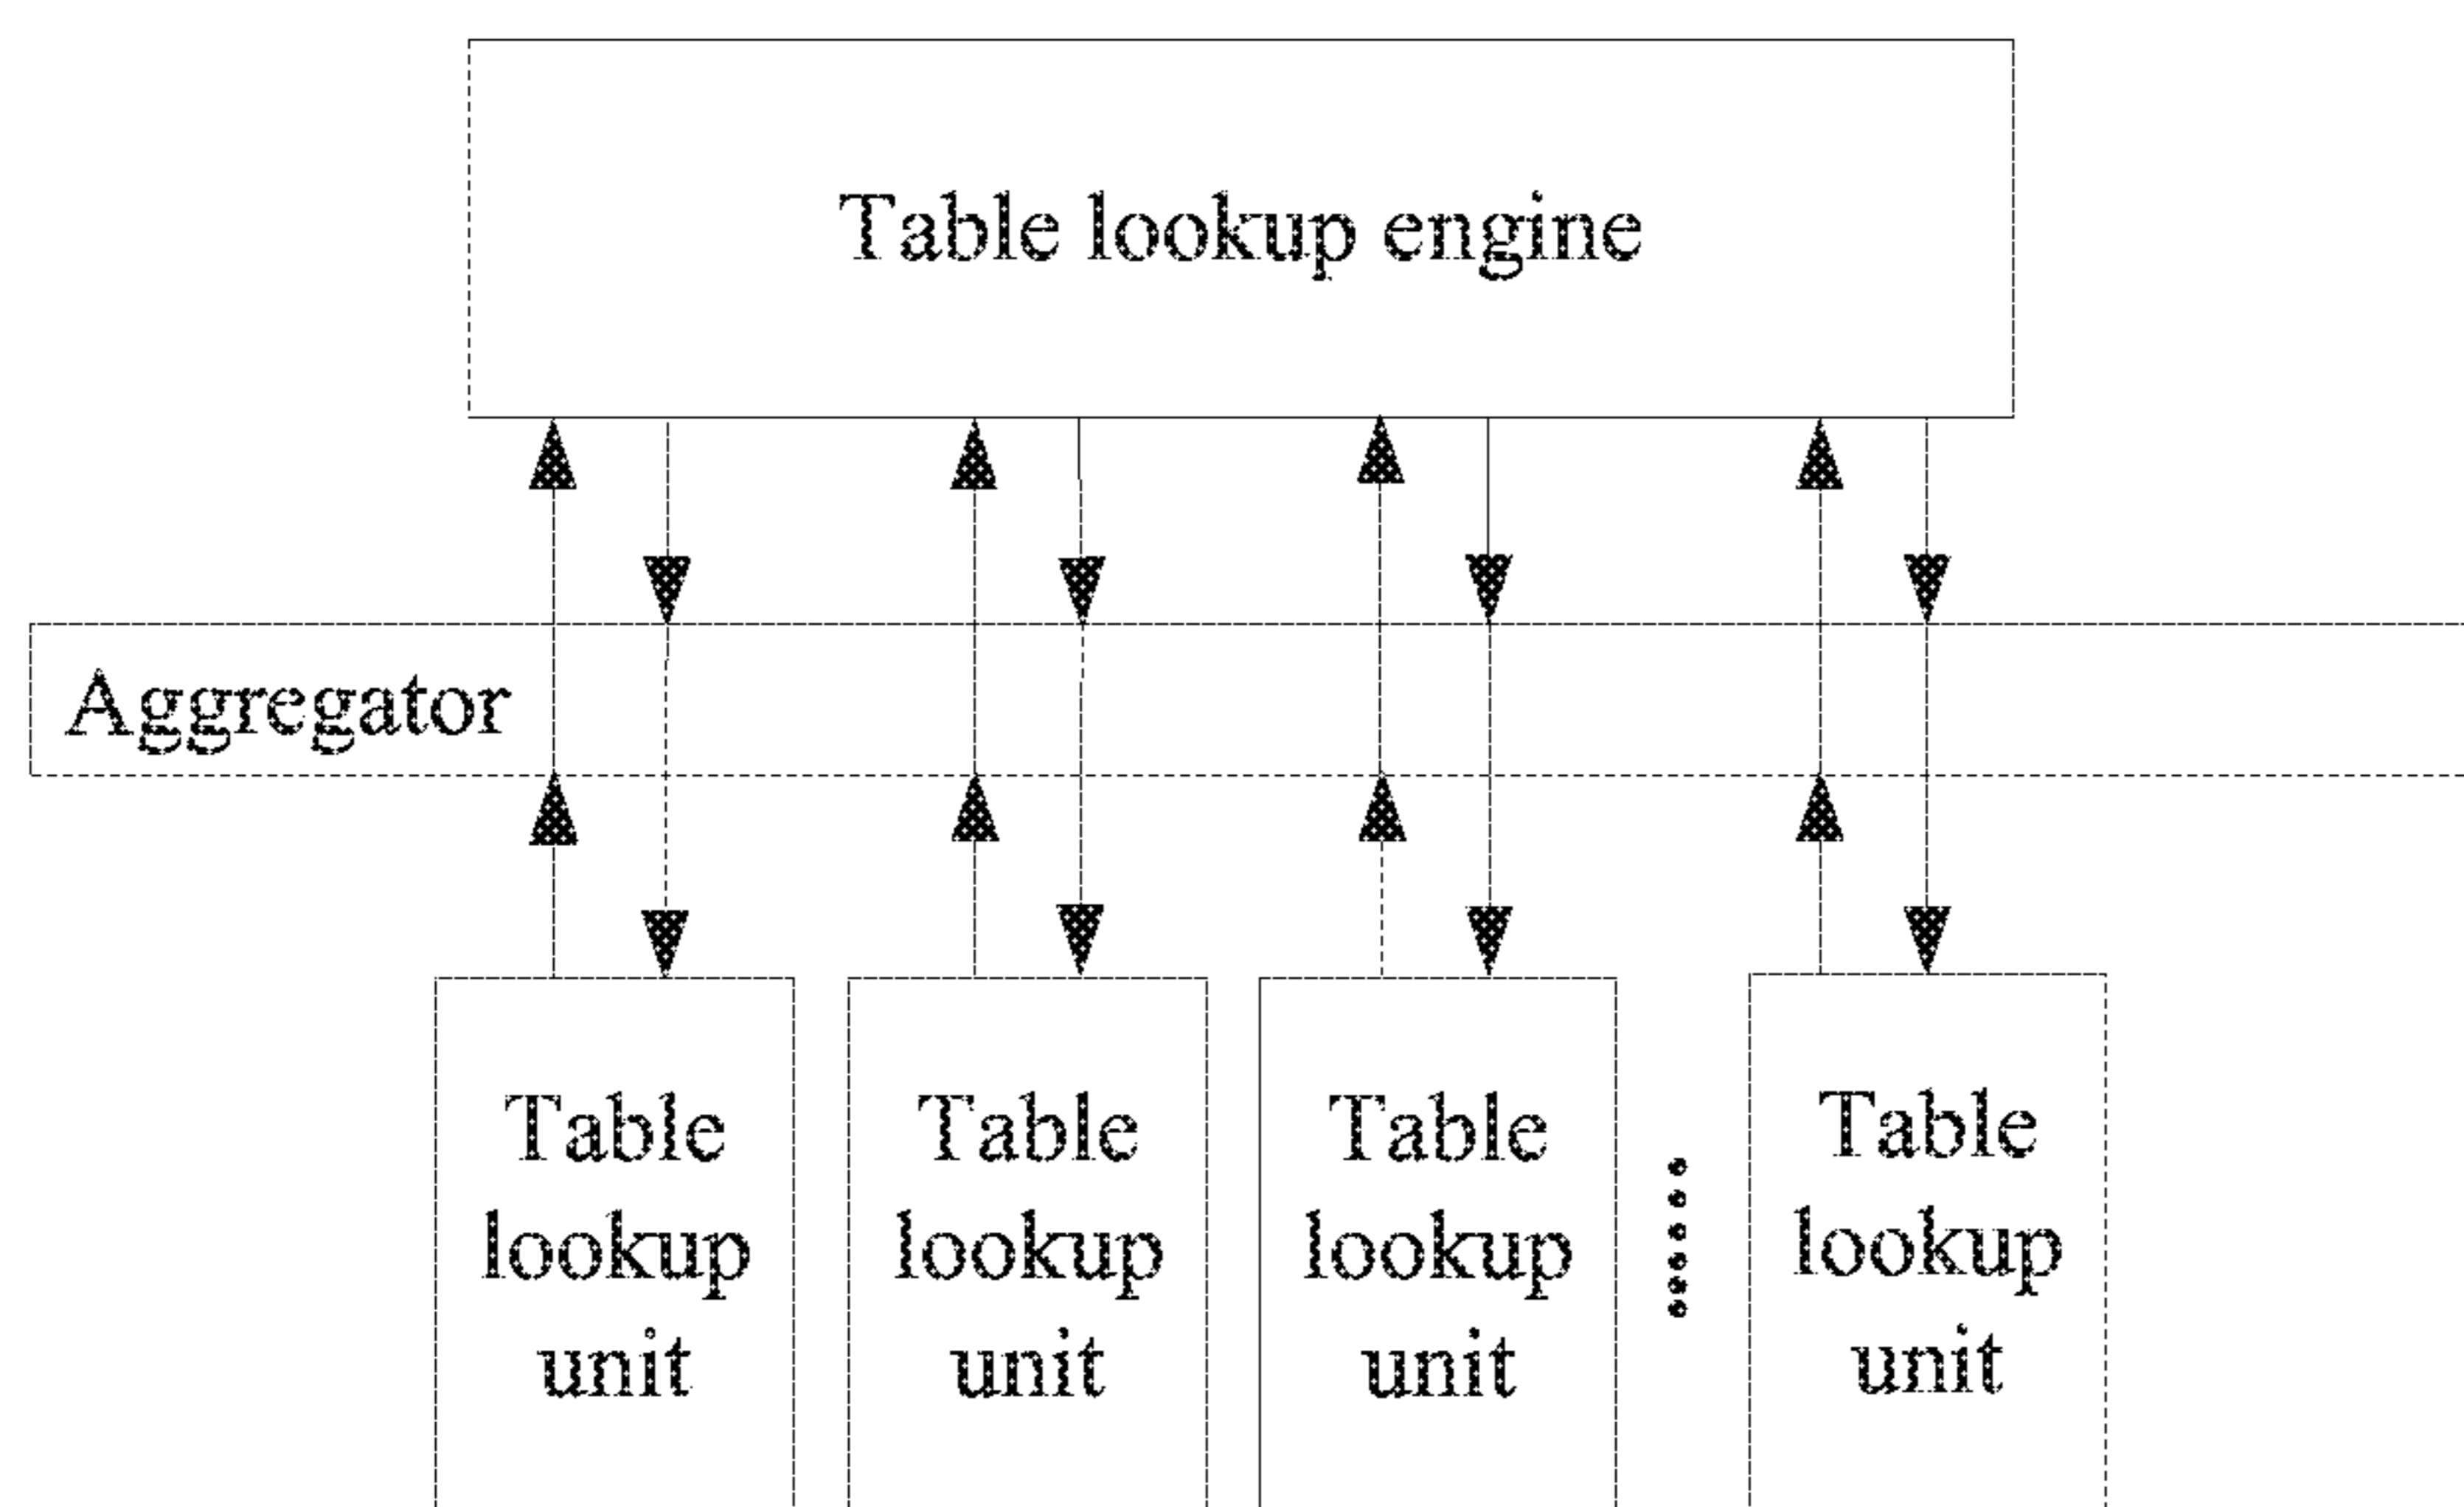 Table lookup engine
Aggregator
Table
lookup
unit
Table
lookup
unit
Table
lookup
unit
Table
lookup
unit